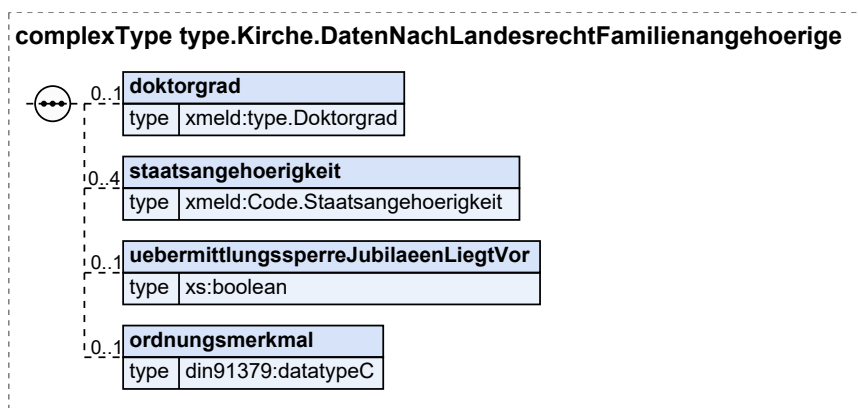 complexType type.Kirche.DatenNachLandesrechtFamilienangehoerige
0..1 doktorgrad
type xmeld:type.Doktorgrad
0..4 staatsangehoerigkeit
type xmeld:Code.Staatsangehoerigkeit
0..1 uebermittlungssperreJubilaeenLiegtVor
type xs:boolean
0..1 ordnungsmerkmal
type din91379:datatypeC